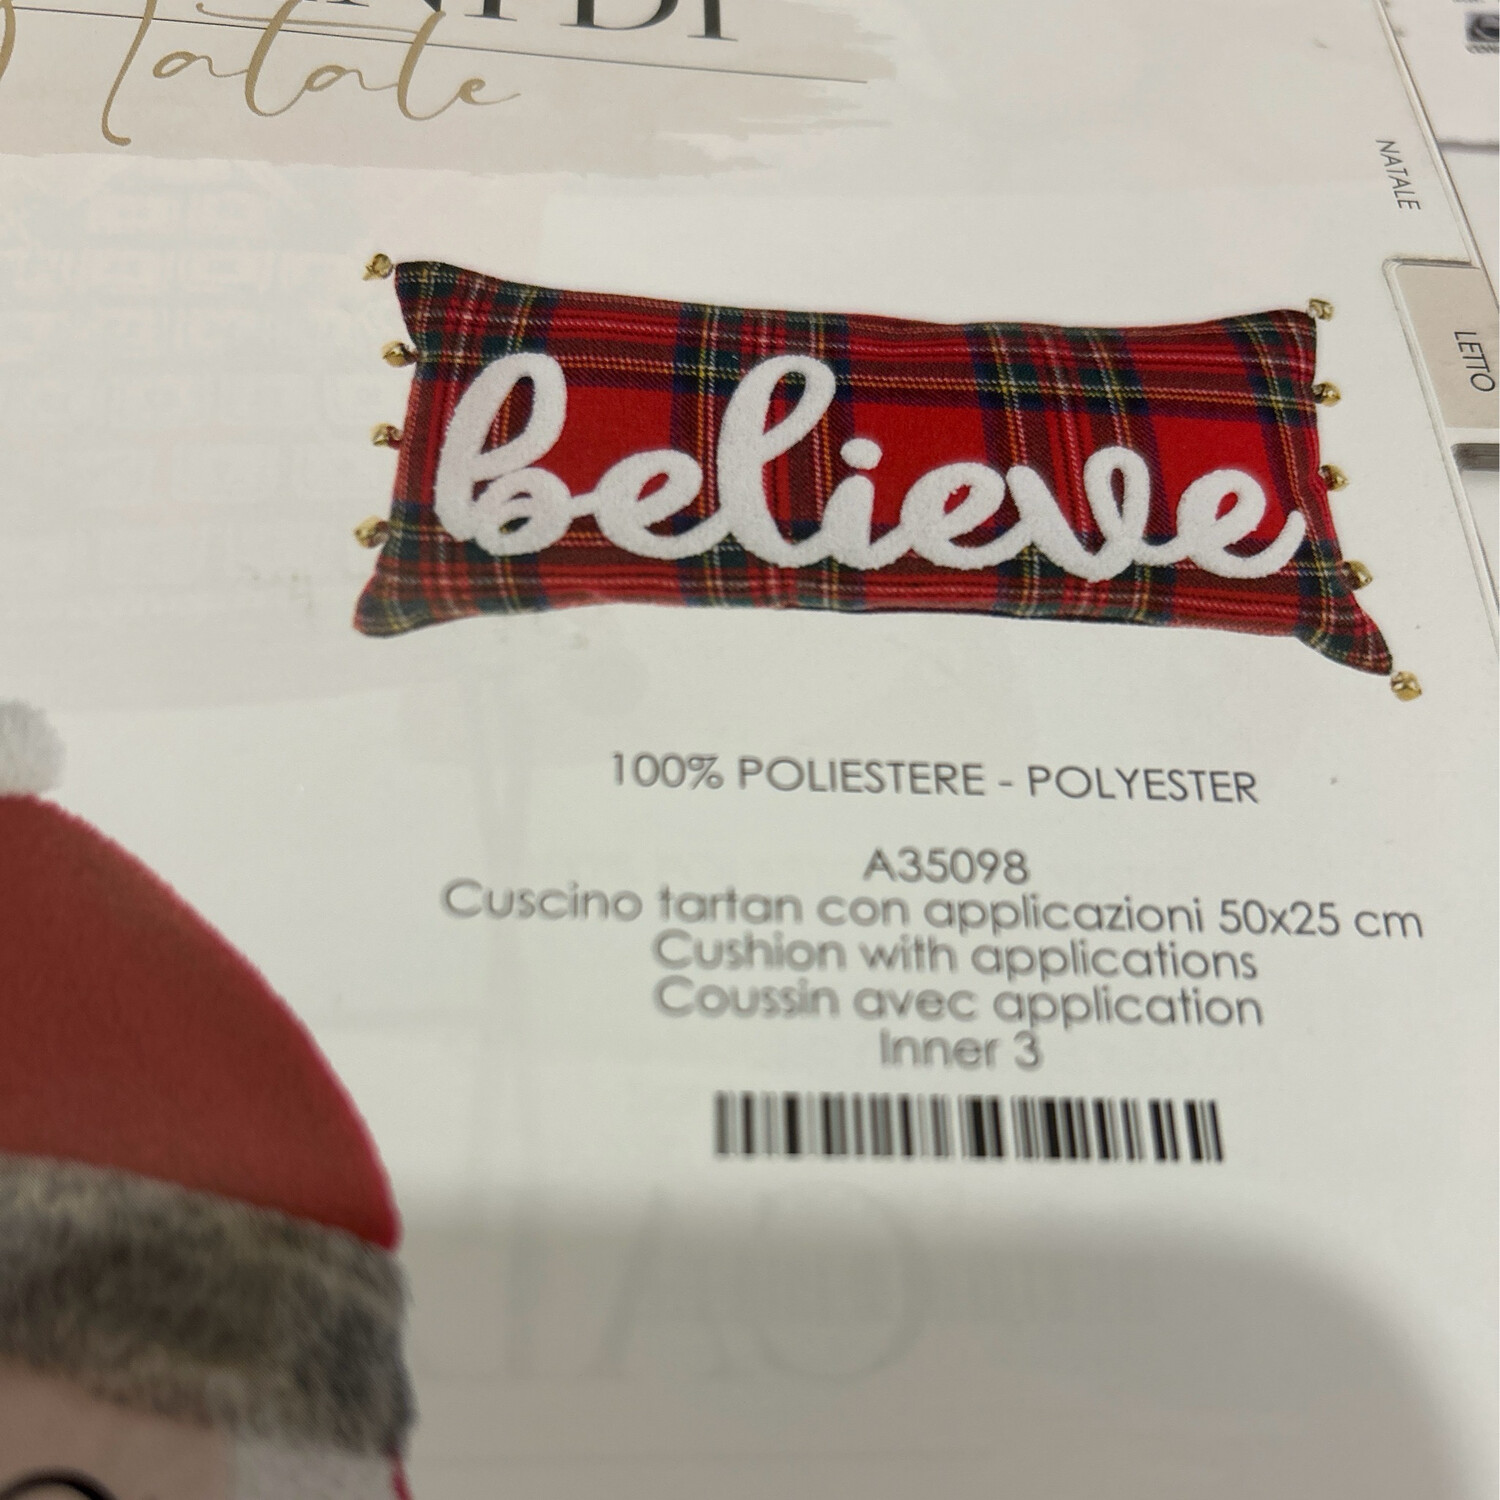 Natale
NATALE
LETTO
believe
100% POLIESTERE - POLYESTER
A35098
Cuscino tartan con applicazioni 50x25 cm
Cushion with applications
Coussin avec application
Inner 3